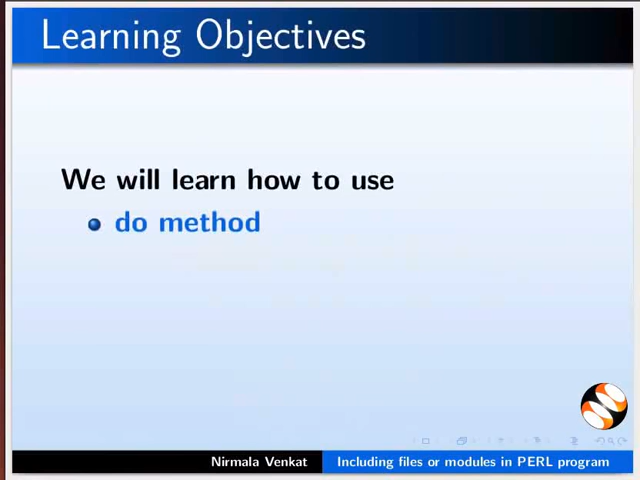 Learning Objectives
We will learn how to use
do method
Nirmala Venkat
Including files or modules in PERL program